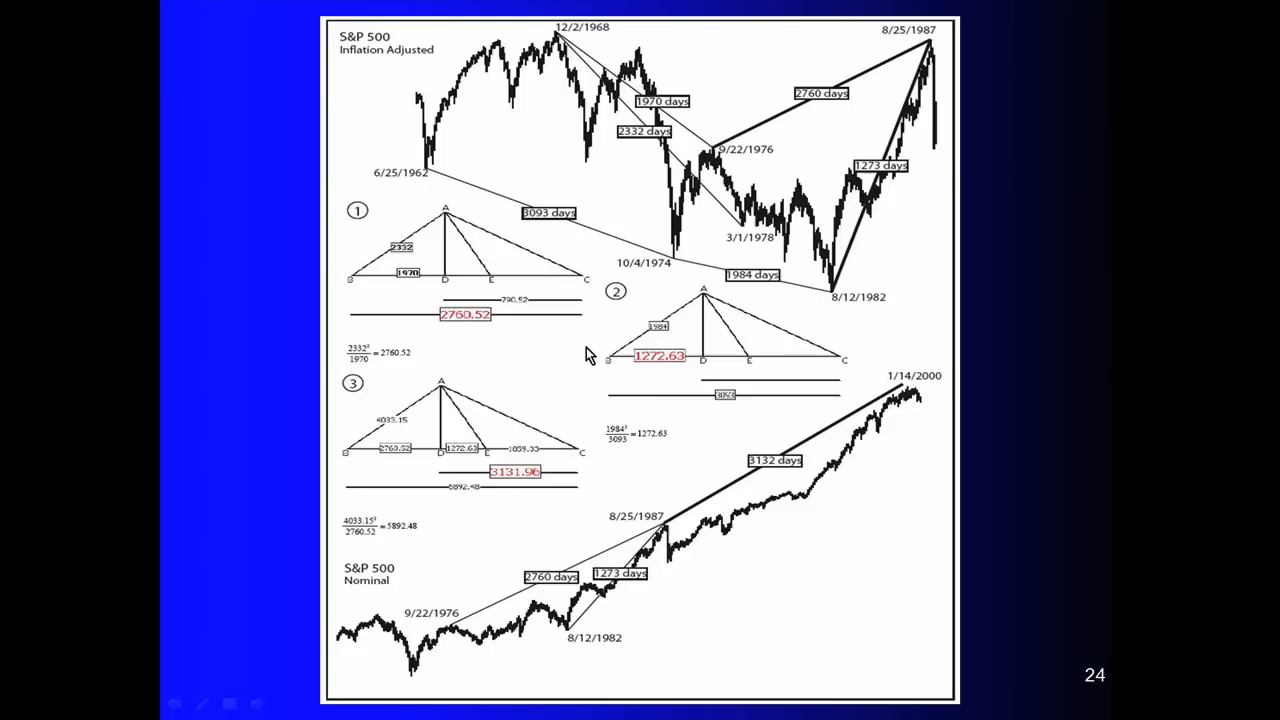 S&P 500
Inflation Adjusted
12/2/1968
8/25/1987
1970 days
2760 days
2332 days
9/22/1976
1273 days
6/25/1962
3093 days
3/1/1978
10/4/1974
1984 days
8/12/1982
1
A
2332
1970
B D E C
790.52
2760.52
2332² / 1970 = 2760.52
2
A
1984
1272.63
B D E C
3093
1984² / 3093 = 1272.63
3
A
4033.15
2760.52 1272.63 1859.33
B D E C
3131.96
5892.48
4033.15² / 2760.52 = 5892.48
1/14/2000
3132 days
8/25/1987
S&P 500
Nominal
2760 days
1273 days
9/22/1976
8/12/1982
24